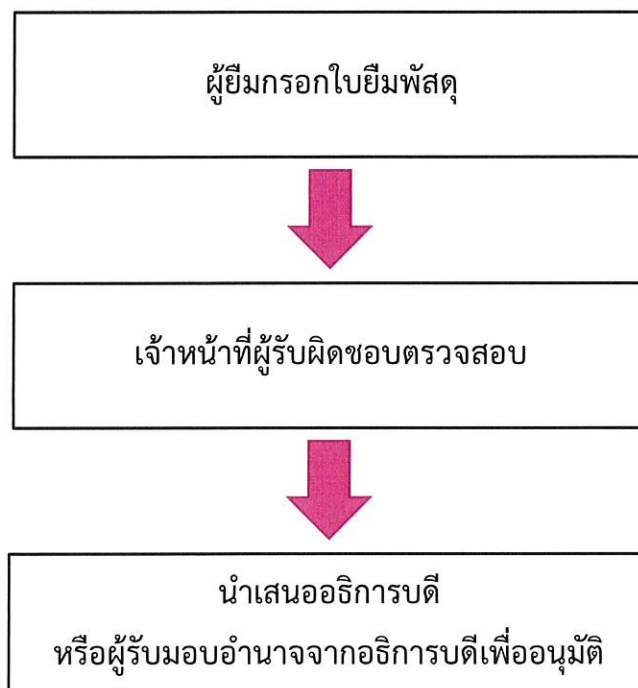 ผู้ยืมกรอกใบยืมพัสดุ
เจ้าหน้าที่ผู้รับผิดชอบตรวจสอบ
นำเสนออธิการบดี
หรือผู้รับมอบอำนาจจากอธิการบดีเพื่ออนุมัติ